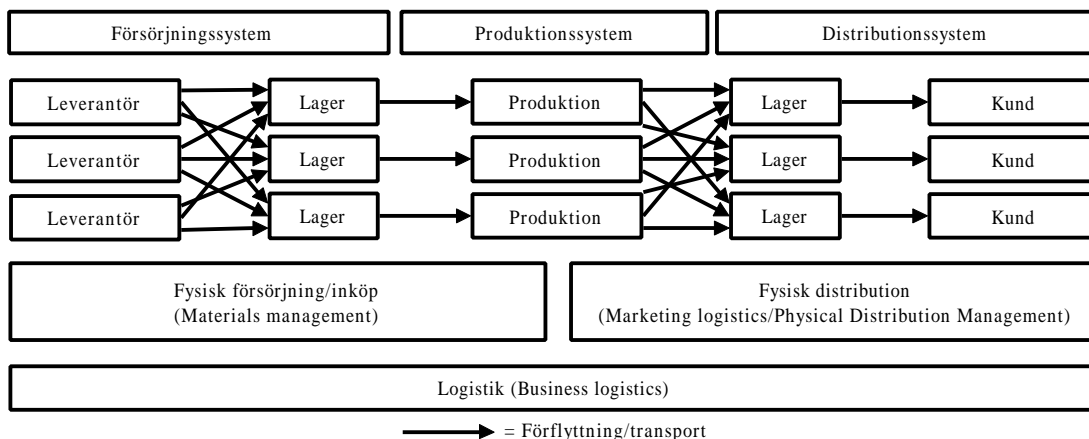 Försörjningssystem
Produktionssystem
Distributionssystem
Leverantör
Lager
Produktion
Lager
Kund
Leverantör
Lager
Produktion
Lager
Kund
Leverantör
Lager
Produktion
Lager
Kund
Fysisk försörjning/inköp
(Materials management)
Fysisk distribution
(Marketing logistics/Physical Distribution Management)
Logistik (Business logistics)
= Förflyttning/transport